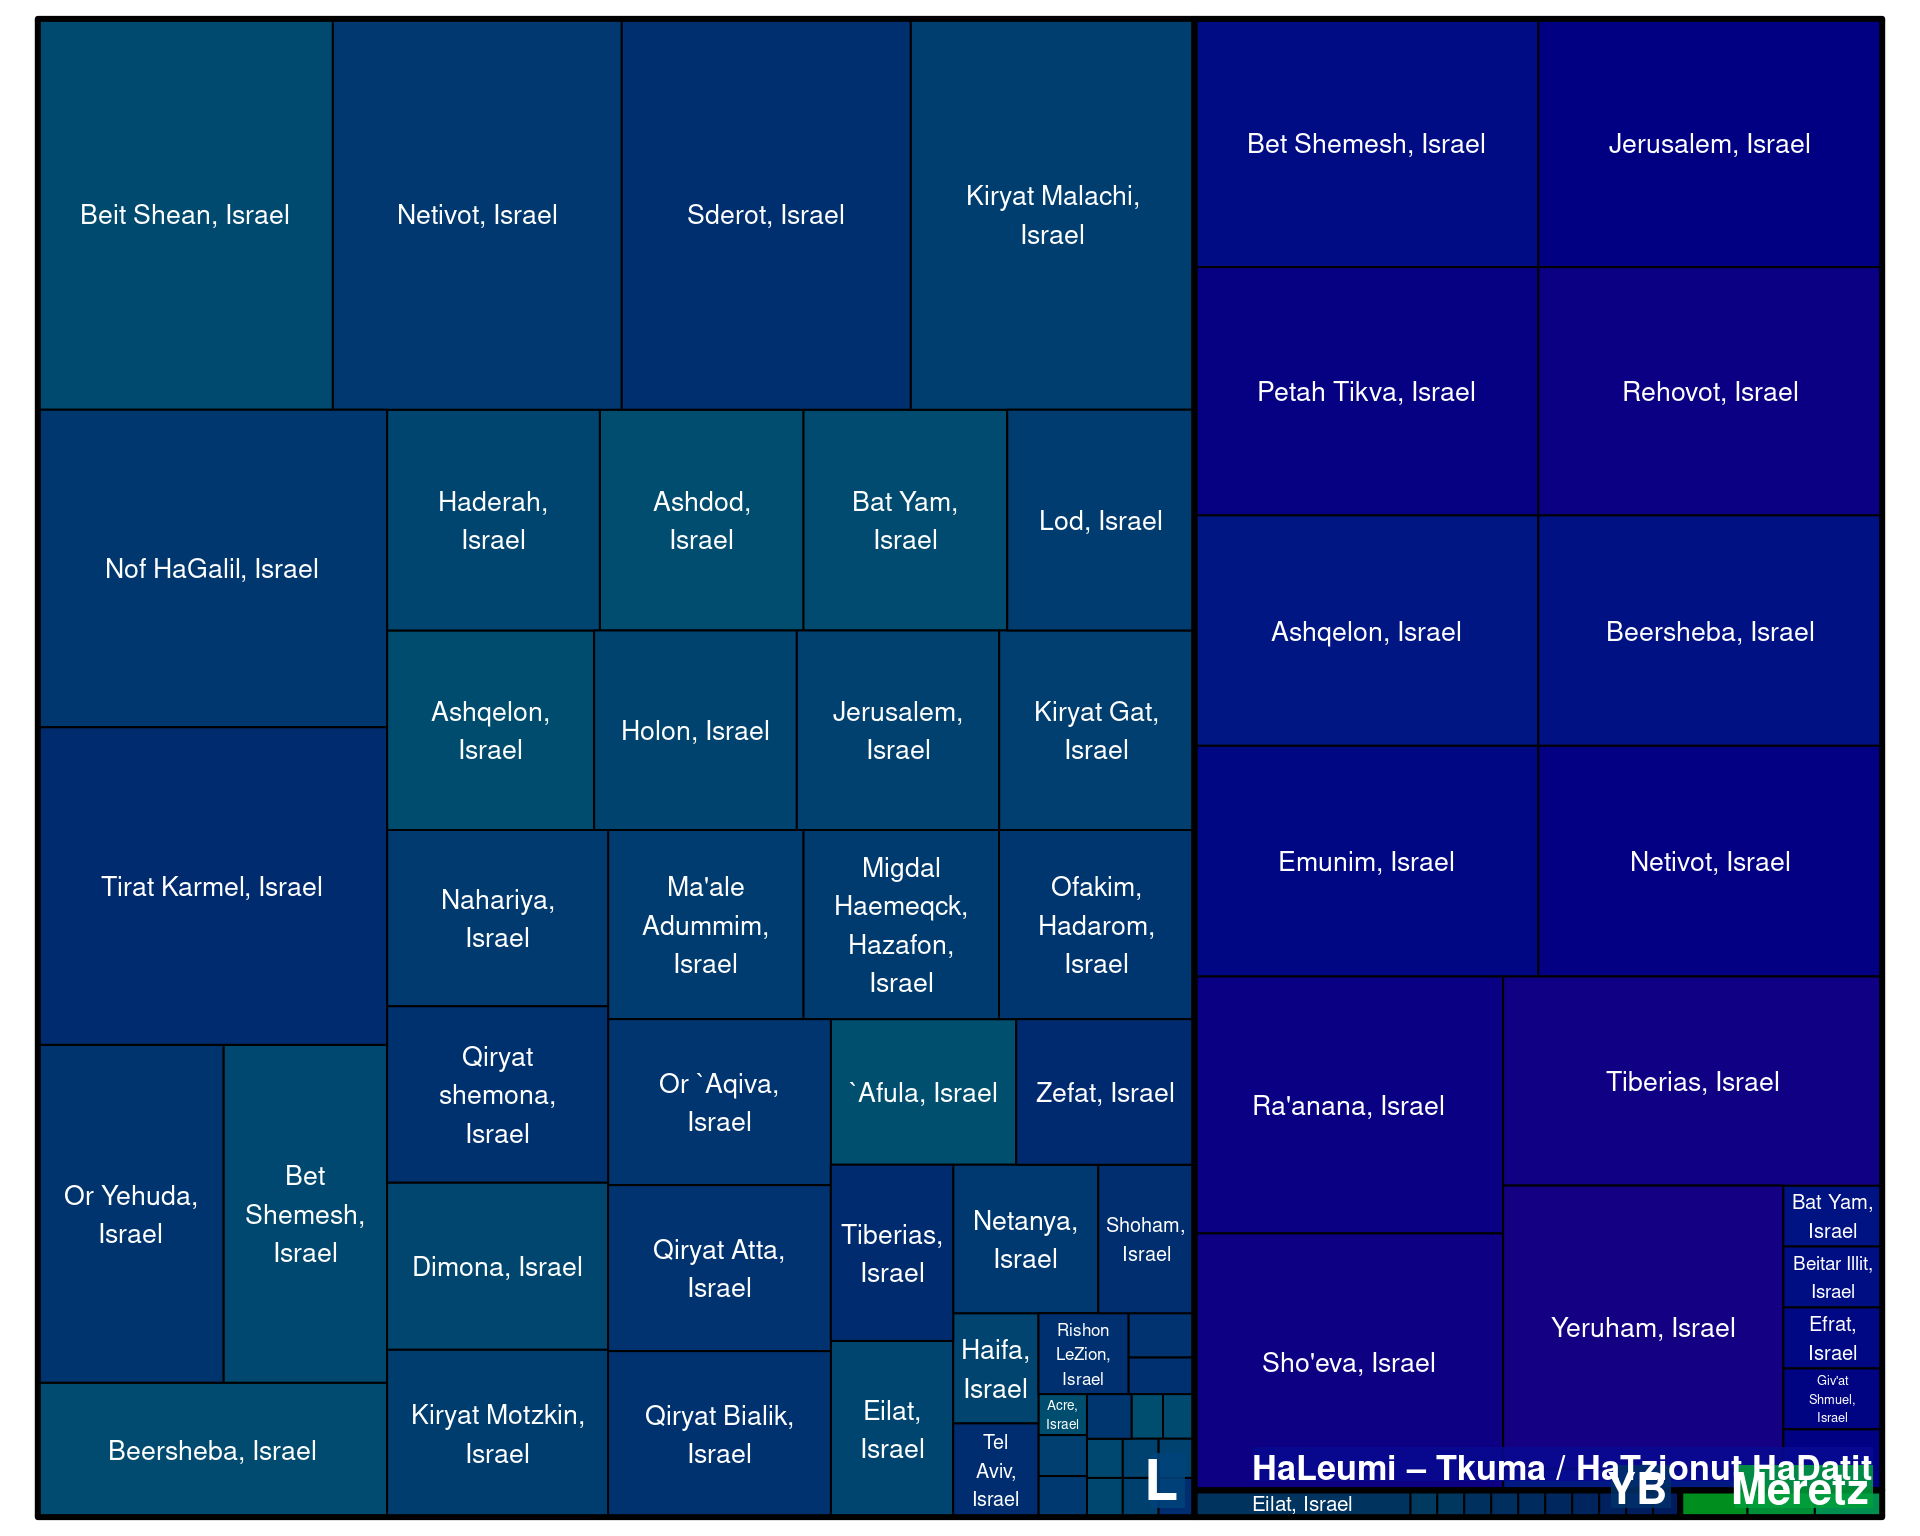 Beit Shean, Israel
Netivot, Israel
Sderot, Israel
Kiryat Malachi,
Israel
Nof HaGalil, Israel
Haderah,
Israel
Ashdod,
Israel
Bat Yam,
Israel
Lod, Israel
Ashqelon,
Israel
Holon, Israel
Jerusalem,
Israel
Kiryat Gat,
Israel
Tirat Karmel, Israel
Nahariya,
Israel
Ma'ale
Adummim,
Israel
Migdal
Haemeqck,
Hazafon,
Israel
Ofakim,
Hadarom,
Israel
Qiryat
shemona,
Israel
Or `Aqiva,
Israel
`Afula, Israel
Zefat, Israel
Or Yehuda,
Israel
Bet
Shemesh,
Israel
Dimona, Israel
Qiryat Atta,
Israel
Tiberias,
Israel
Netanya,
Israel
Shoham,
Israel
Haifa,
Israel
Rishon
LeZion,
Israel
Acre,
Israel
Beersheba, Israel
Kiryat Motzkin,
Israel
Qiryat Bialik,
Israel
Eilat,
Israel
Tel
Aviv,
Israel
L
Bet Shemesh, Israel
Jerusalem, Israel
Petah Tikva, Israel
Rehovot, Israel
Ashqelon, Israel
Beersheba, Israel
Emunim, Israel
Netivot, Israel
Ra'anana, Israel
Tiberias, Israel
Sho'eva, Israel
Yeruham, Israel
Bat Yam,
Israel
Beitar Illit,
Israel
Efrat,
Israel
Giv'at
Shmuel,
Israel
HaLeumi – Tkuma / HaTzionut HaDatit
Eilat, Israel
YB
Meretz